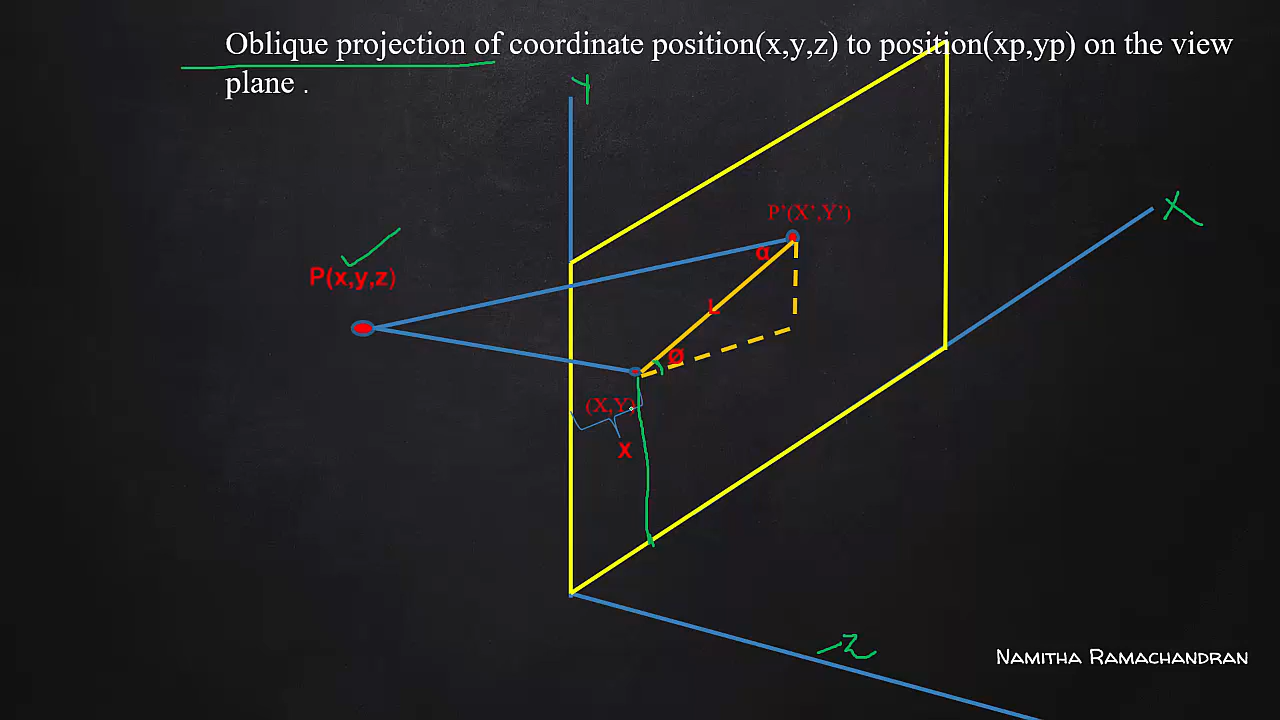 Oblique projection of coordinate position(x,y,z) to position(xp,yp) on the view
plane .
Y
X
P'(X',Y')
α
P(x,y,z)
L
Ø
(X,Y)
X
-z
Namitha Ramachandran